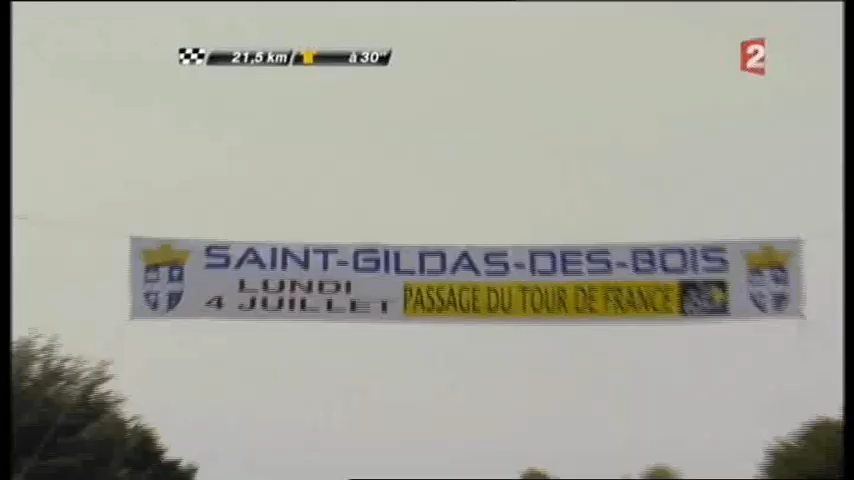 21,5 km à 30"
2
SAINT-GILDAS-DES-BOIS
LUNDI
4 JUILLET
PASSAGE DU TOUR DE FRANCE